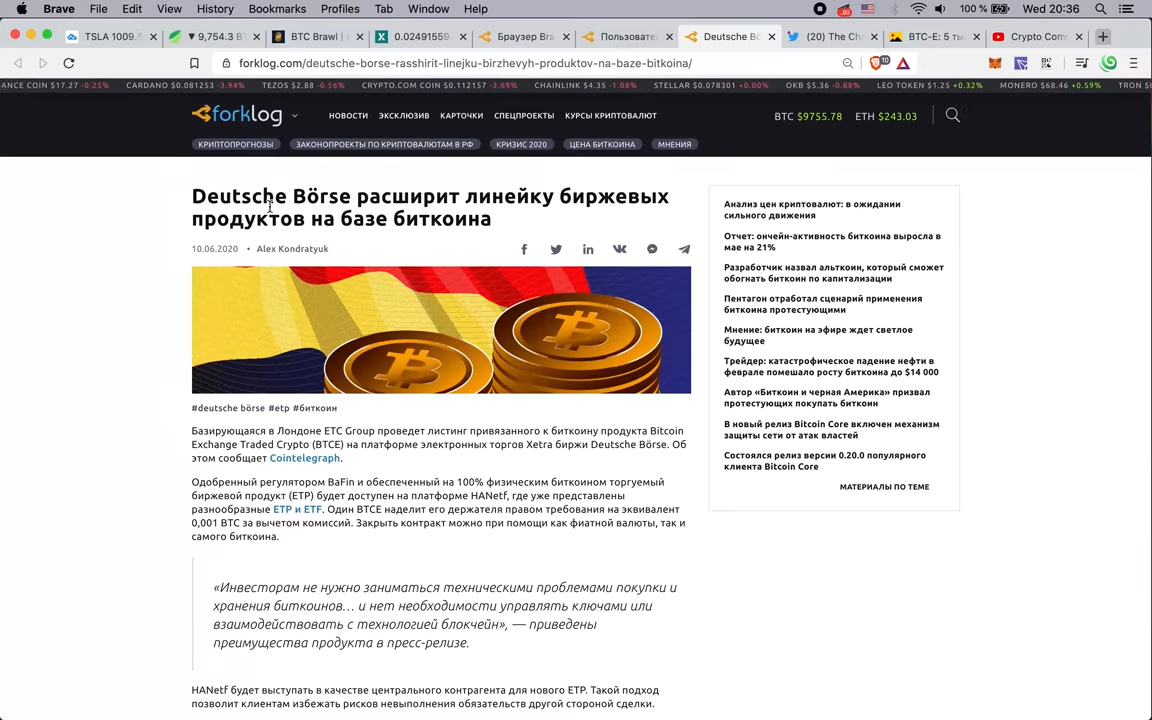 Brave File Edit View History Bookmarks Profiles Tab Window Help
100 % Wed 20:36
TSLA 1009.
▼ 9,754.3 B
BTC Brawl |
0.02491559
Браузер Bra
Пользовате
Deutsche Bö
(20) The Ch
BTC-E: 5 ть
Crypto Com
forklog.com/deutsche-borse-rasshirit-linejku-birzhevyh-produktov-na-baze-bitkoina/
ANCE COIN $17.27 -0.25% CARDANO $0.081253 -3.94% TEZOS $2.88 -0.56% CRYPTO.COM COIN $0.112157 -3.69% CHAINLINK $4.35 -1.08% STELLAR $0.078301 +0.00% OKB $5.36 -0.88% LEO TOKEN $1.25 +0.32% MONERO $68.46 +0.59% TRON
forklog
НОВОСТИ ЭКСКЛЮЗИВ КАРТОЧКИ СПЕЦПРОЕКТЫ КУРСЫ КРИПТОВАЛЮТ
BTC $9755.78 ETH $243.03
КРИПТОПРОГНОЗЫ ЗАКОНОПРОЕКТЫ ПО КРИПТОВАЛЮТАМ В РФ КРИЗИС 2020 ЦЕНА БИТКОИНА МНЕНИЯ
Deutsche Börse расширит линейку биржевых
продуктов на базе биткоина
10.06.2020 • Alex Kondratyuk
#deutsche börse #etp #биткоин
Базирующаяся в Лондоне ETC Group проведет листинг привязанного к биткоину продукта Bitcoin
Exchange Traded Crypto (BTCE) на платформе электронных торгов Xetra биржи Deutsche Börse. Об
этом сообщает Cointelegraph.
Одобренный регулятором BaFin и обеспеченный на 100% физическим биткоином торгуемый
биржевой продукт (ETP) будет доступен на платформе HANetf, где уже представлены
разнообразные ETP и ETF. Один BTCE наделит его держателя правом требования на эквивалент
0,001 BTC за вычетом комиссий. Закрыть контракт можно при помощи как фиатной валюты, так и
самого биткоина.
«Инвесторам не нужно заниматься техническими проблемами покупки и
хранения биткоинов… и нет необходимости управлять ключами или
взаимодействовать с технологией блокчейн», — приведены
преимущества продукта в пресс-релизе.
HANetf будет выступать в качестве центрального контрагента для нового ETP. Такой подход
позволит клиентам избежать рисков невыполнения обязательств другой стороной сделки.
Анализ цен криптовалют: в ожидании
сильного движения
Отчет: ончейн-активность биткоина выросла в
мае на 21%
Разработчик назвал альткоин, который сможет
обогнать биткоин по капитализации
Пентагон отработал сценарий применения
биткоина протестующими
Мнение: биткоин на эфире ждет светлое
будущее
Трейдер: катастрофическое падение нефти в
феврале помешало росту биткоина до $14 000
Автор «Биткоин и черная Америка» призвал
протестующих покупать биткоин
В новый релиз Bitcoin Core включен механизм
защиты сети от атак властей
Состоялся релиз версии 0.20.0 популярного
клиента Bitcoin Core
МАТЕРИАЛЫ ПО ТЕМЕ